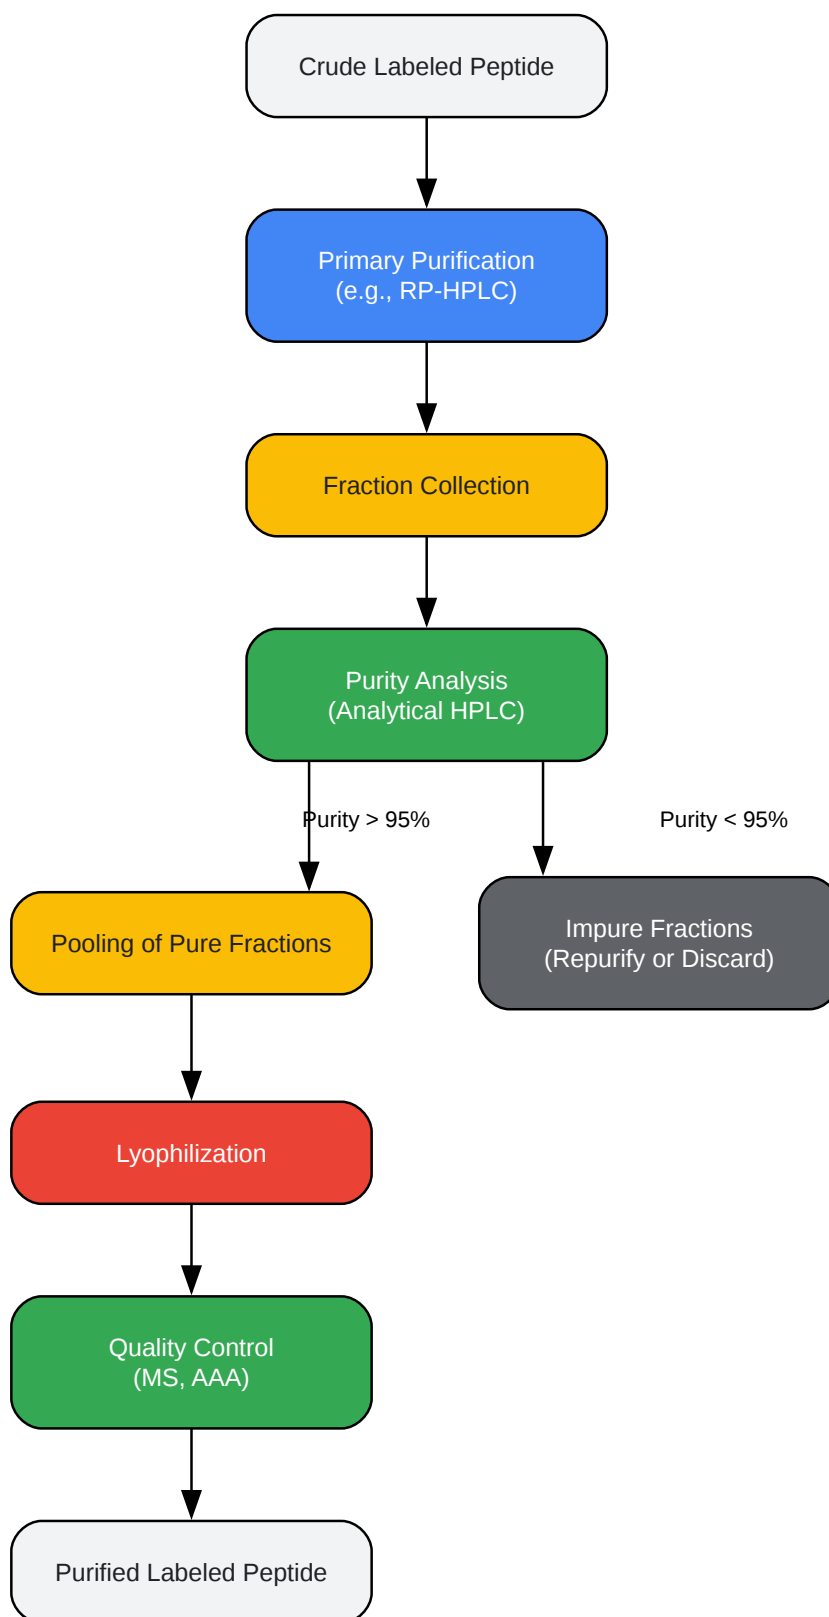 Crude Labeled Peptide
Primary Purification
(e.g., RP-HPLC)
Fraction Collection
Purity Analysis
(Analytical HPLC)
Purity > 95%
Purity < 95%
Pooling of Pure Fractions
Impure Fractions
(Repurify or Discard)
Lyophilization
Quality Control
(MS, AAA)
Purified Labeled Peptide